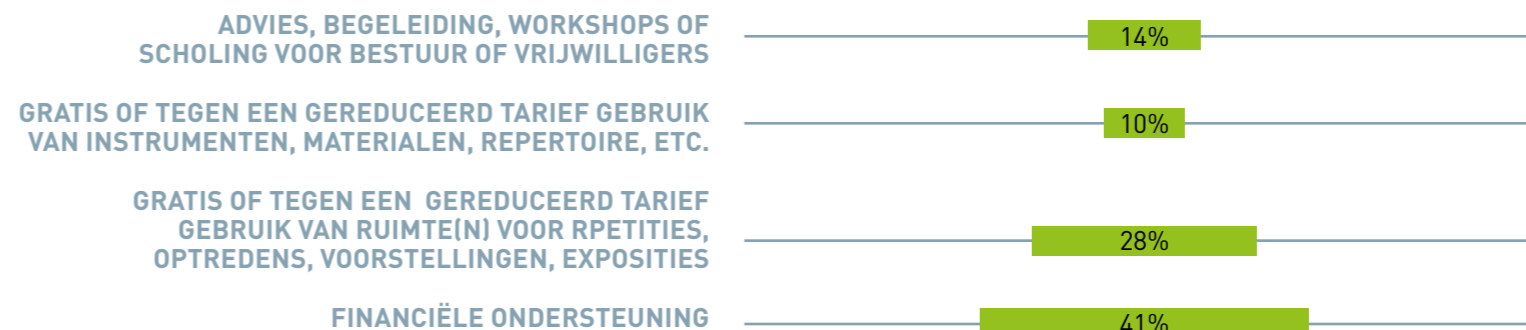 ADVIES, BEGELEIDING, WORKSHOPS OF
SCHOLING VOOR BESTUUR OF VRIJWILLIGERS
14%
GRATIS OF TEGEN EEN GEREDUCEERD TARIEF GEBRUIK
VAN INSTRUMENTEN, MATERIALEN, REPERTOIRE, ETC.
10%
GRATIS OF TEGEN EEN GEREDUCEERD TARIEF
GEBRUIK VAN RUIMTE(N) VOOR RPETITIES,
OPTREDENS, VOORSTELLINGEN, EXPOSITIES
28%
FINANCIËLE ONDERSTEUNING
41%